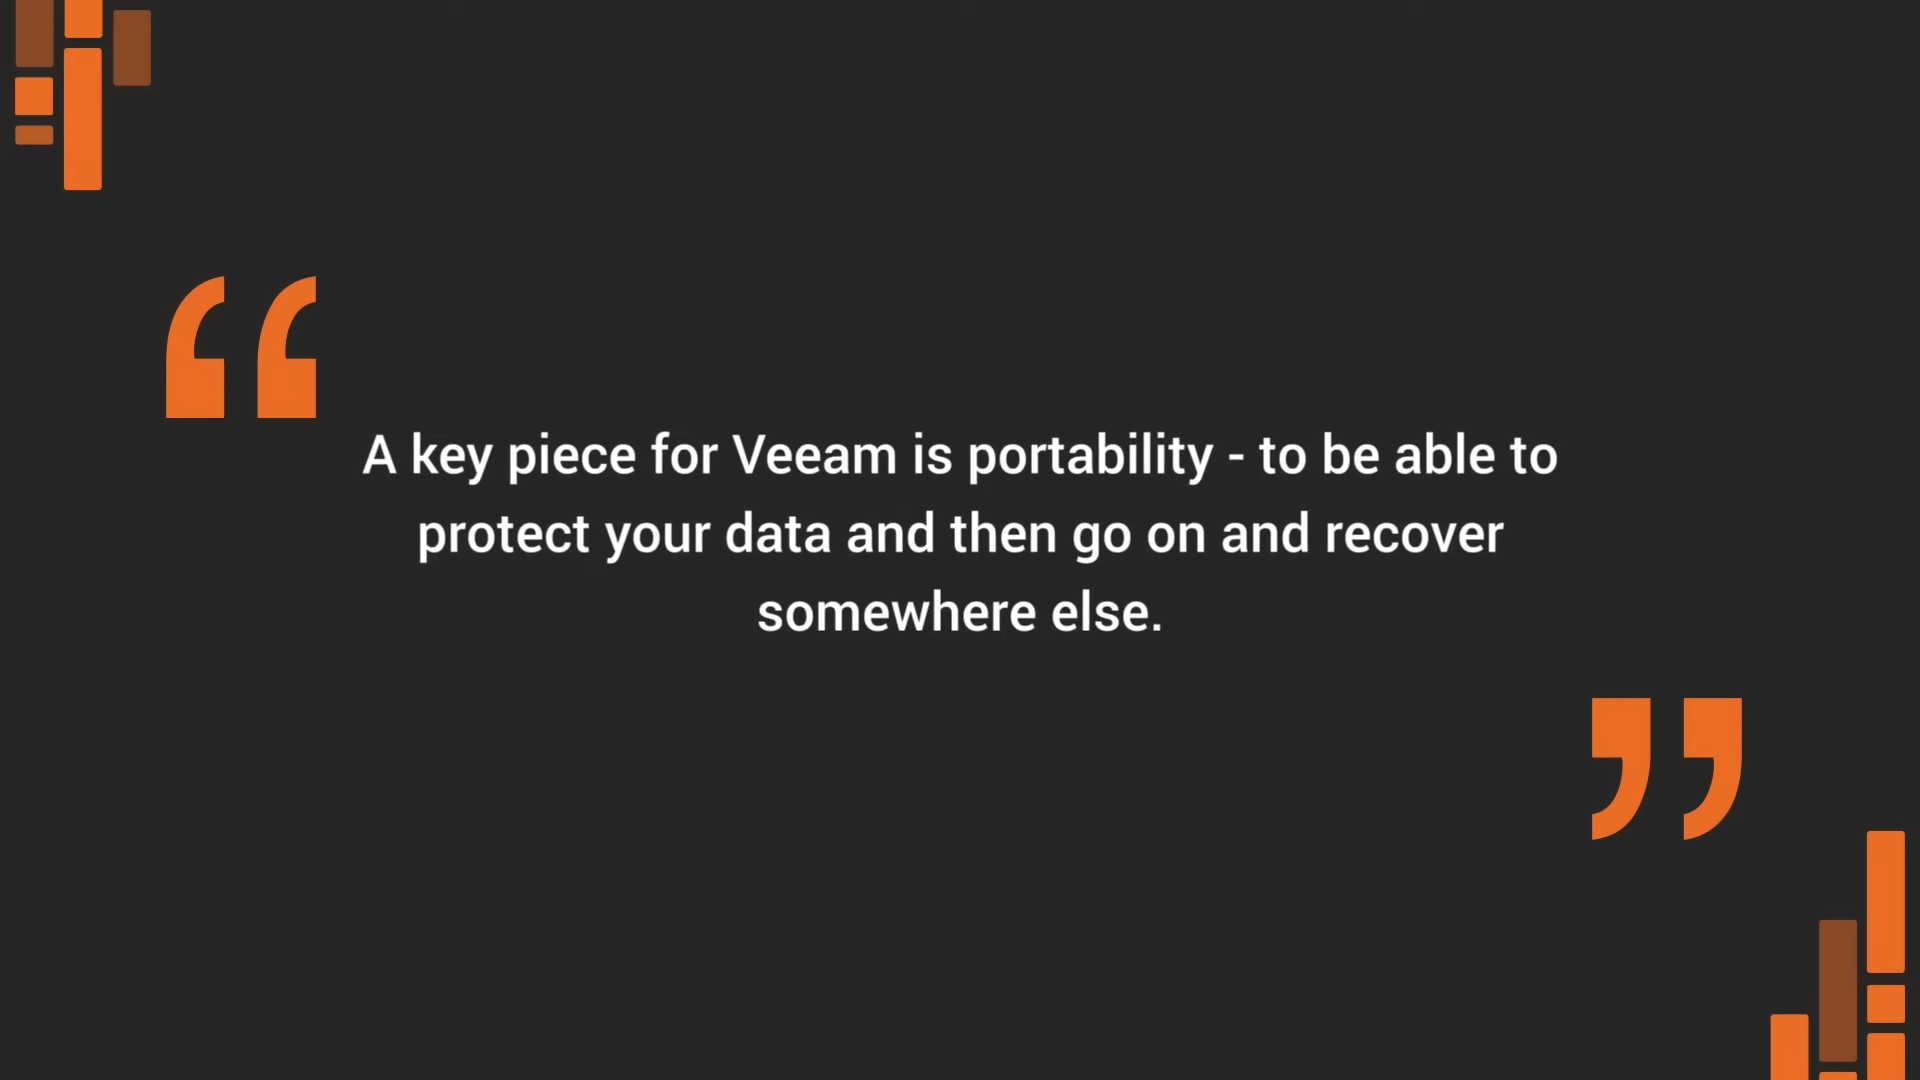 “
A key piece for Veeam is portability - to be able to
protect your data and then go on and recover
somewhere else.
”